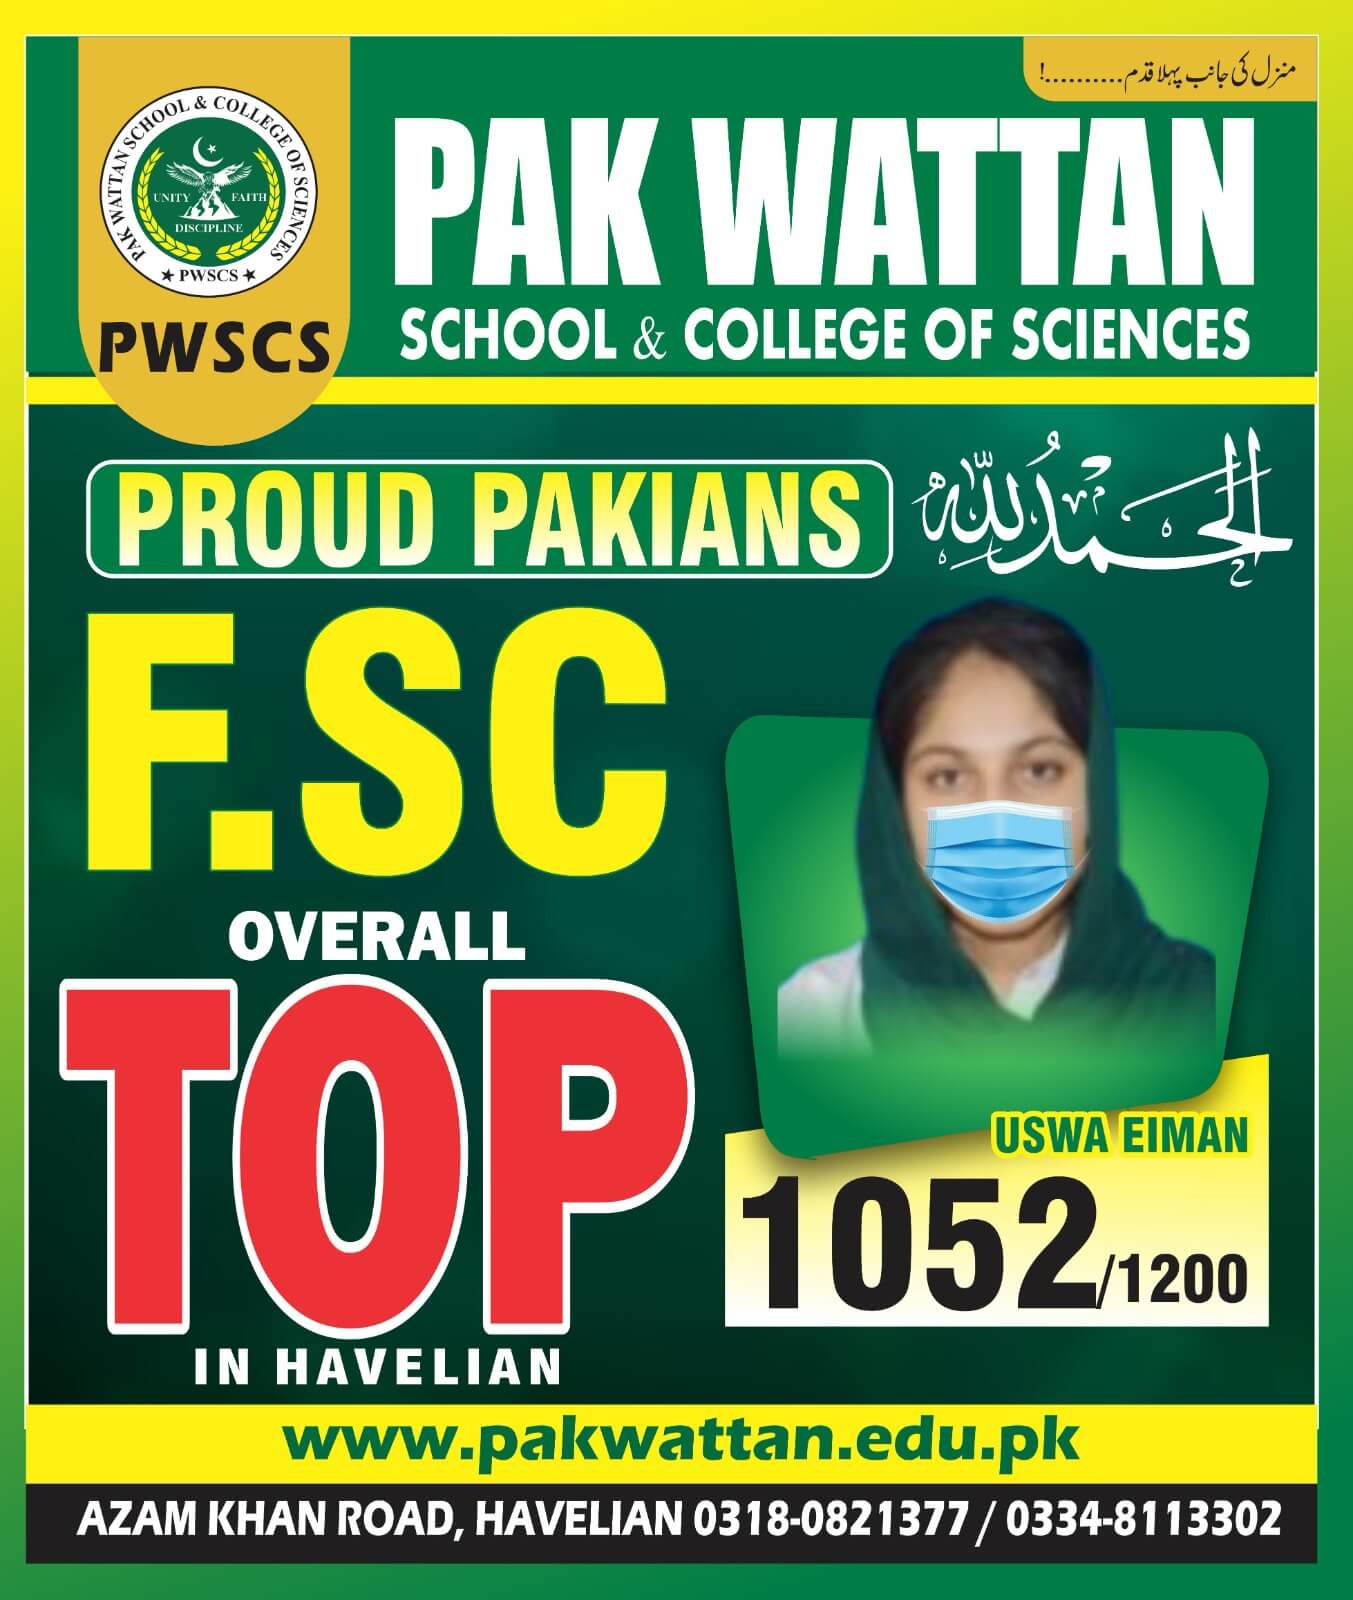 منزل کی جانب پہلا قدم..........!
PAK WATTAN SCHOOL & COLLEGE OF SCIENCES
UNITY FAITH
DISCIPLINE
★ PWSCS ★
PWSCS
PAK WATTAN
SCHOOL & COLLEGE OF SCIENCES
PROUD PAKIANS
الحمدُللّٰہ
F.SC
OVERALL
TOP
IN HAVELIAN
USWA EIMAN
1052/1200
www.pakwattan.edu.pk
AZAM KHAN ROAD, HAVELIAN 0318-0821377 / 0334-8113302